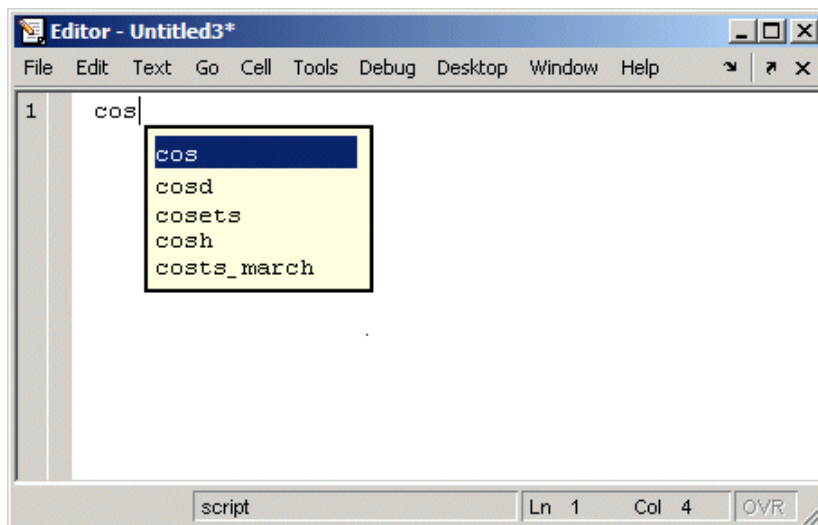 Editor - Untitled3*
File Edit Text Go Cell Tools Debug Desktop Window Help
1 cos
cos
cosd
cosets
cosh
costs_march
script Ln 1 Col 4 OVR